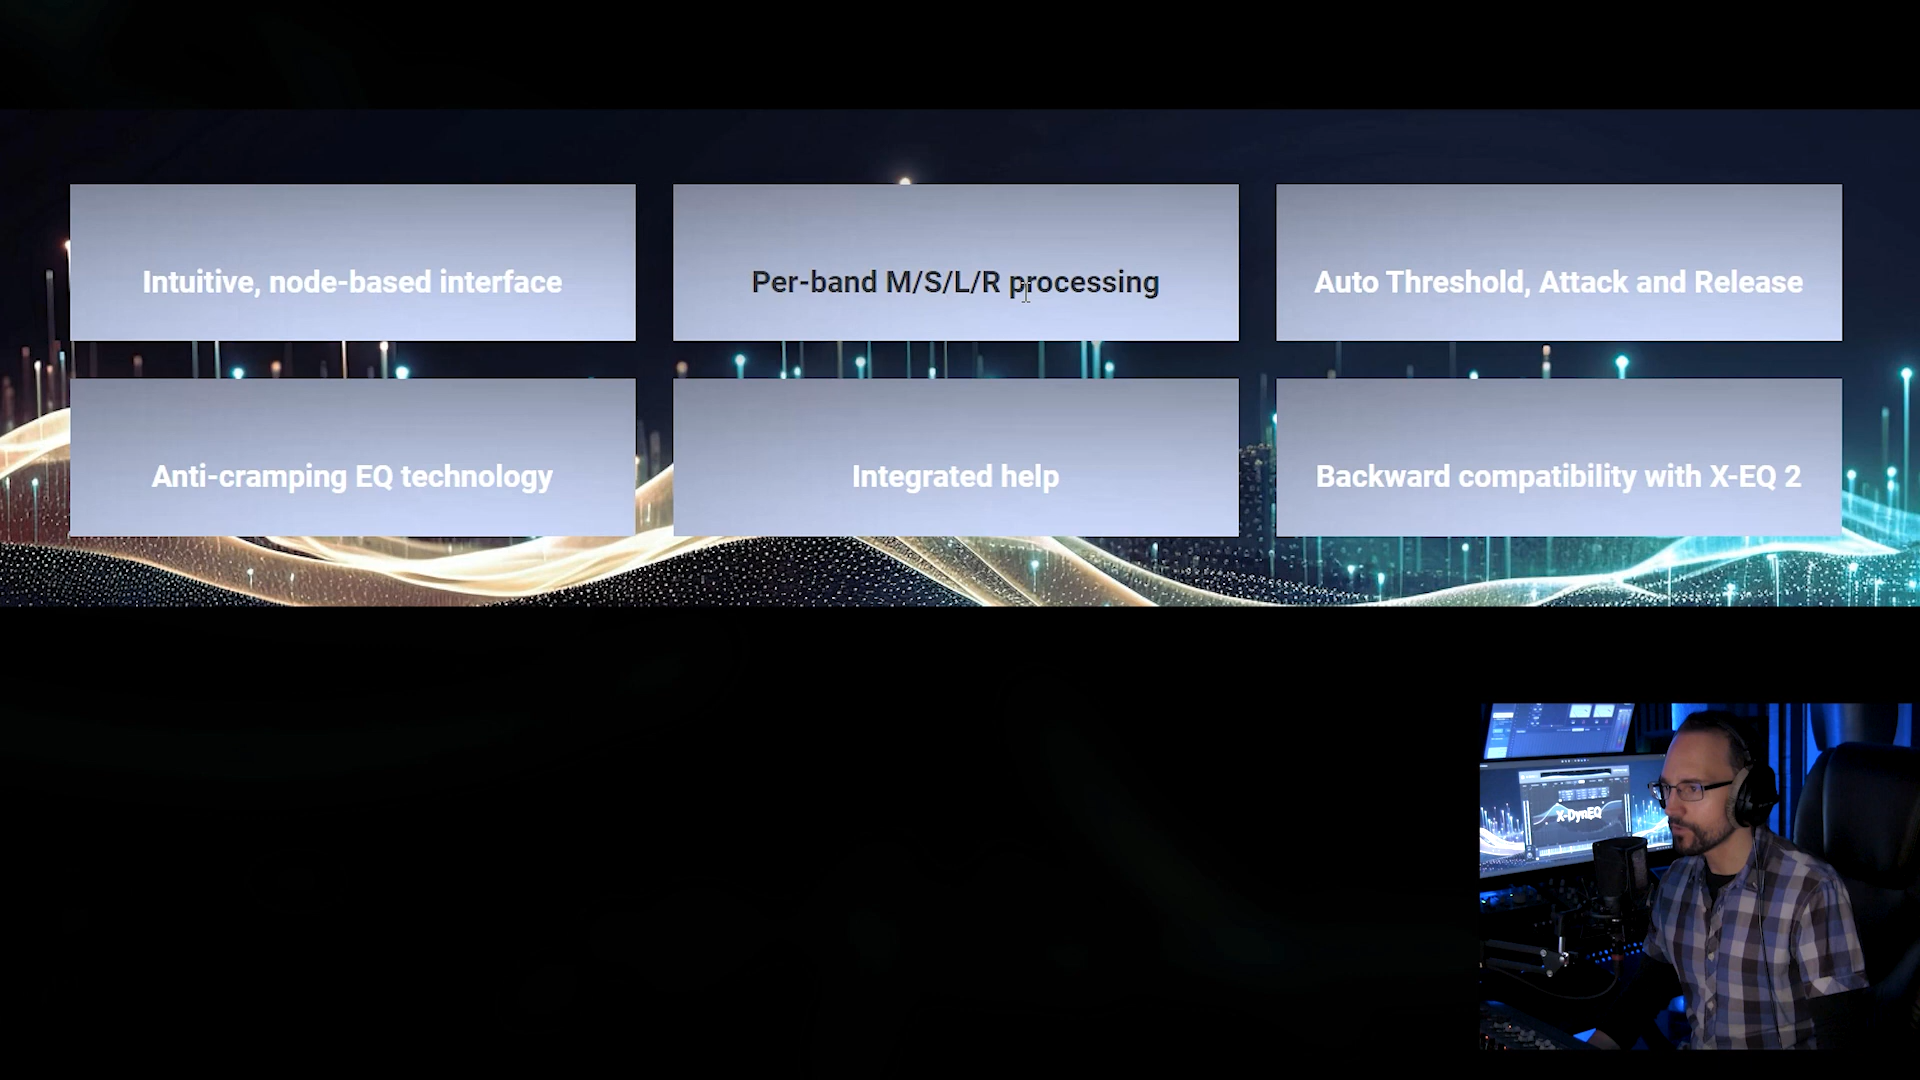 Intuitive, node-based interface
Per-band M/S/L/R processing
Auto Threshold, Attack and Release
Anti-cramping EQ technology
Integrated help
Backward compatibility with X-EQ 2
X-DynEQ